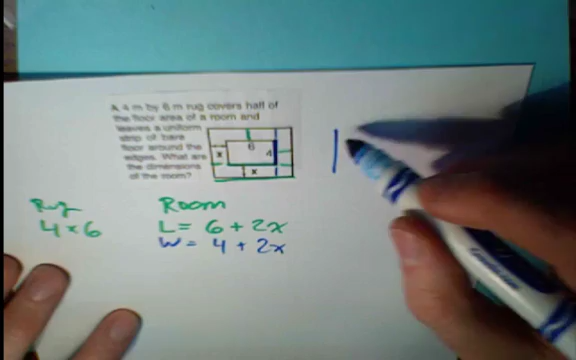 A 4 m by 6 m rug covers half of
the floor area of a room and
leaves a uniform
strip of bare
floor around the
edges. What are
the dimensions
of the room?
6
x
4
x
Rug
4 × 6
Room
L = 6 + 2x
W = 4 + 2x